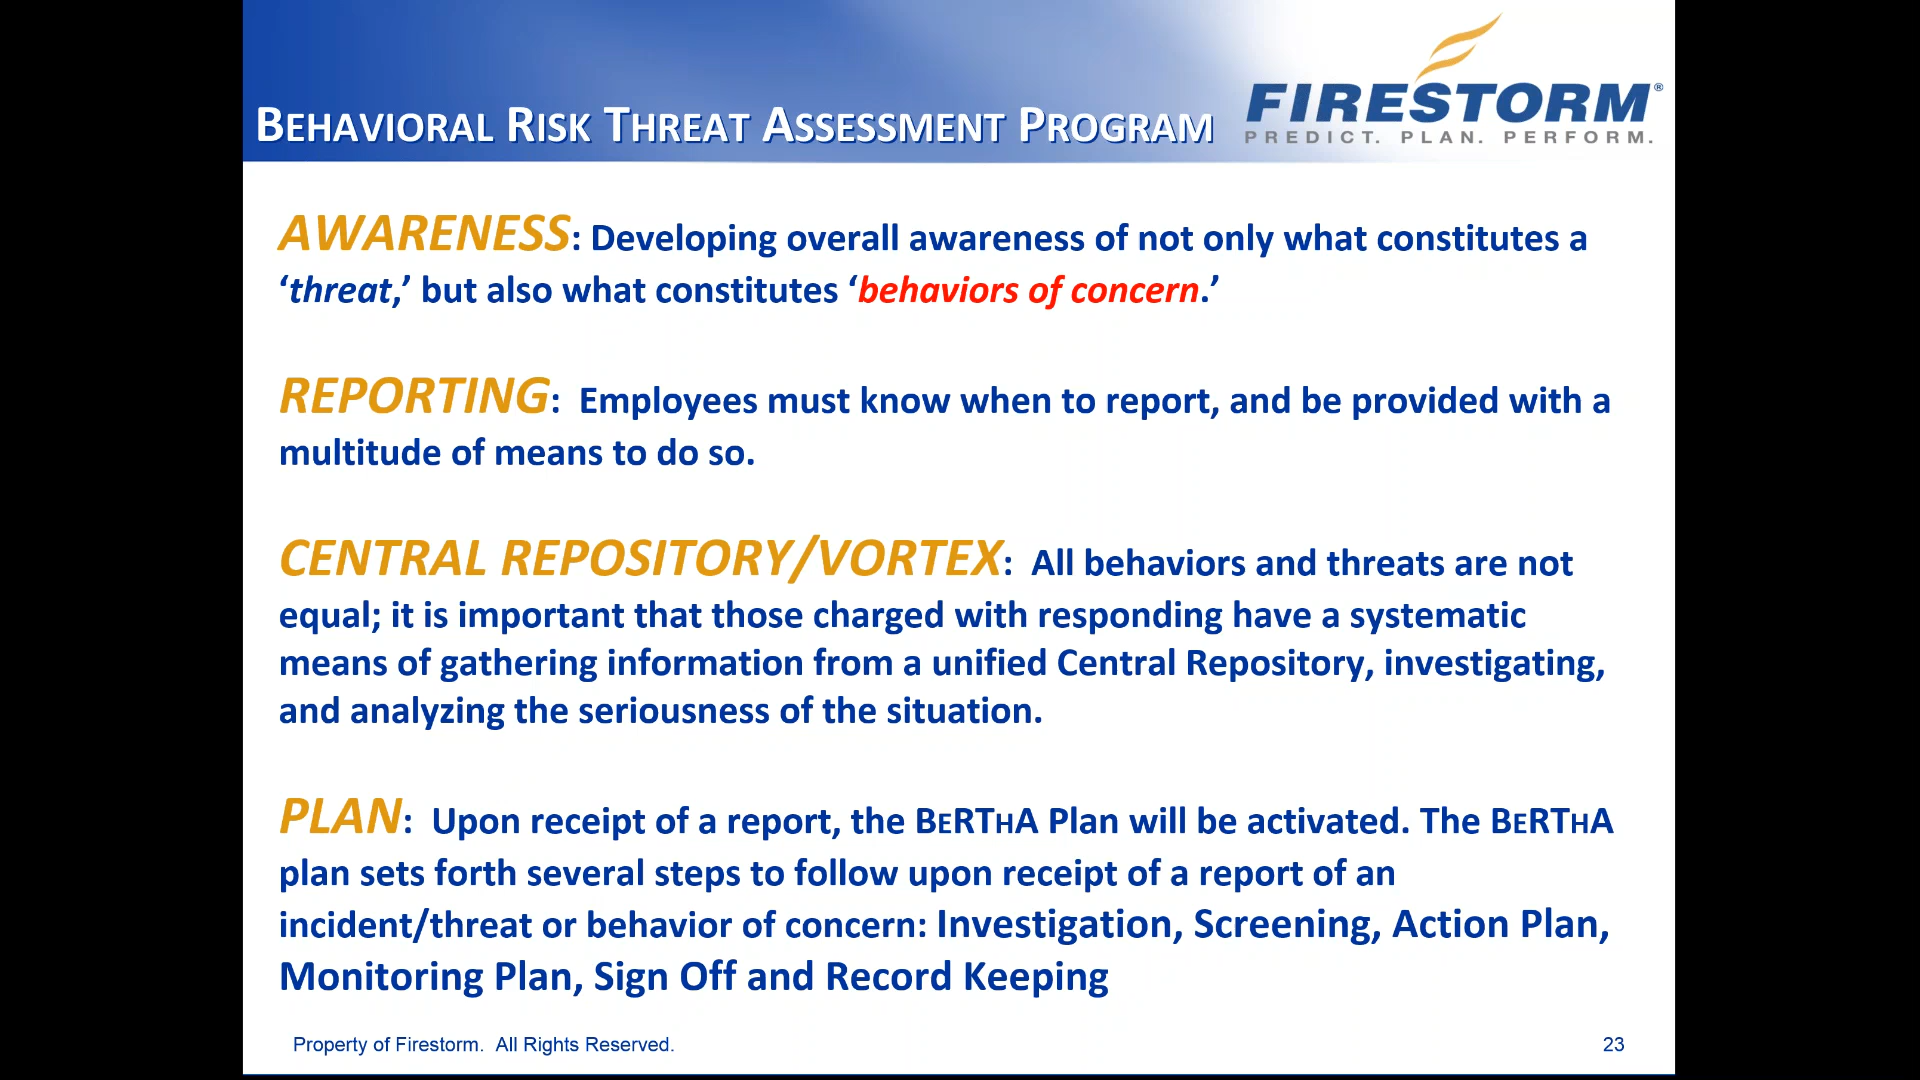 BEHAVIORAL RISK THREAT ASSESSMENT PROGRAM
FIRESTORM®
PREDICT. PLAN. PERFORM.
AWARENESS: Developing overall awareness of not only what constitutes a
‘threat,’ but also what constitutes ‘behaviors of concern.’
REPORTING: Employees must know when to report, and be provided with a
multitude of means to do so.
CENTRAL REPOSITORY/VORTEX: All behaviors and threats are not
equal; it is important that those charged with responding have a systematic
means of gathering information from a unified Central Repository, investigating,
and analyzing the seriousness of the situation.
PLAN: Upon receipt of a report, the BERTHA Plan will be activated. The BERTHA
plan sets forth several steps to follow upon receipt of a report of an
incident/threat or behavior of concern: Investigation, Screening, Action Plan,
Monitoring Plan, Sign Off and Record Keeping
Property of Firestorm. All Rights Reserved.
23